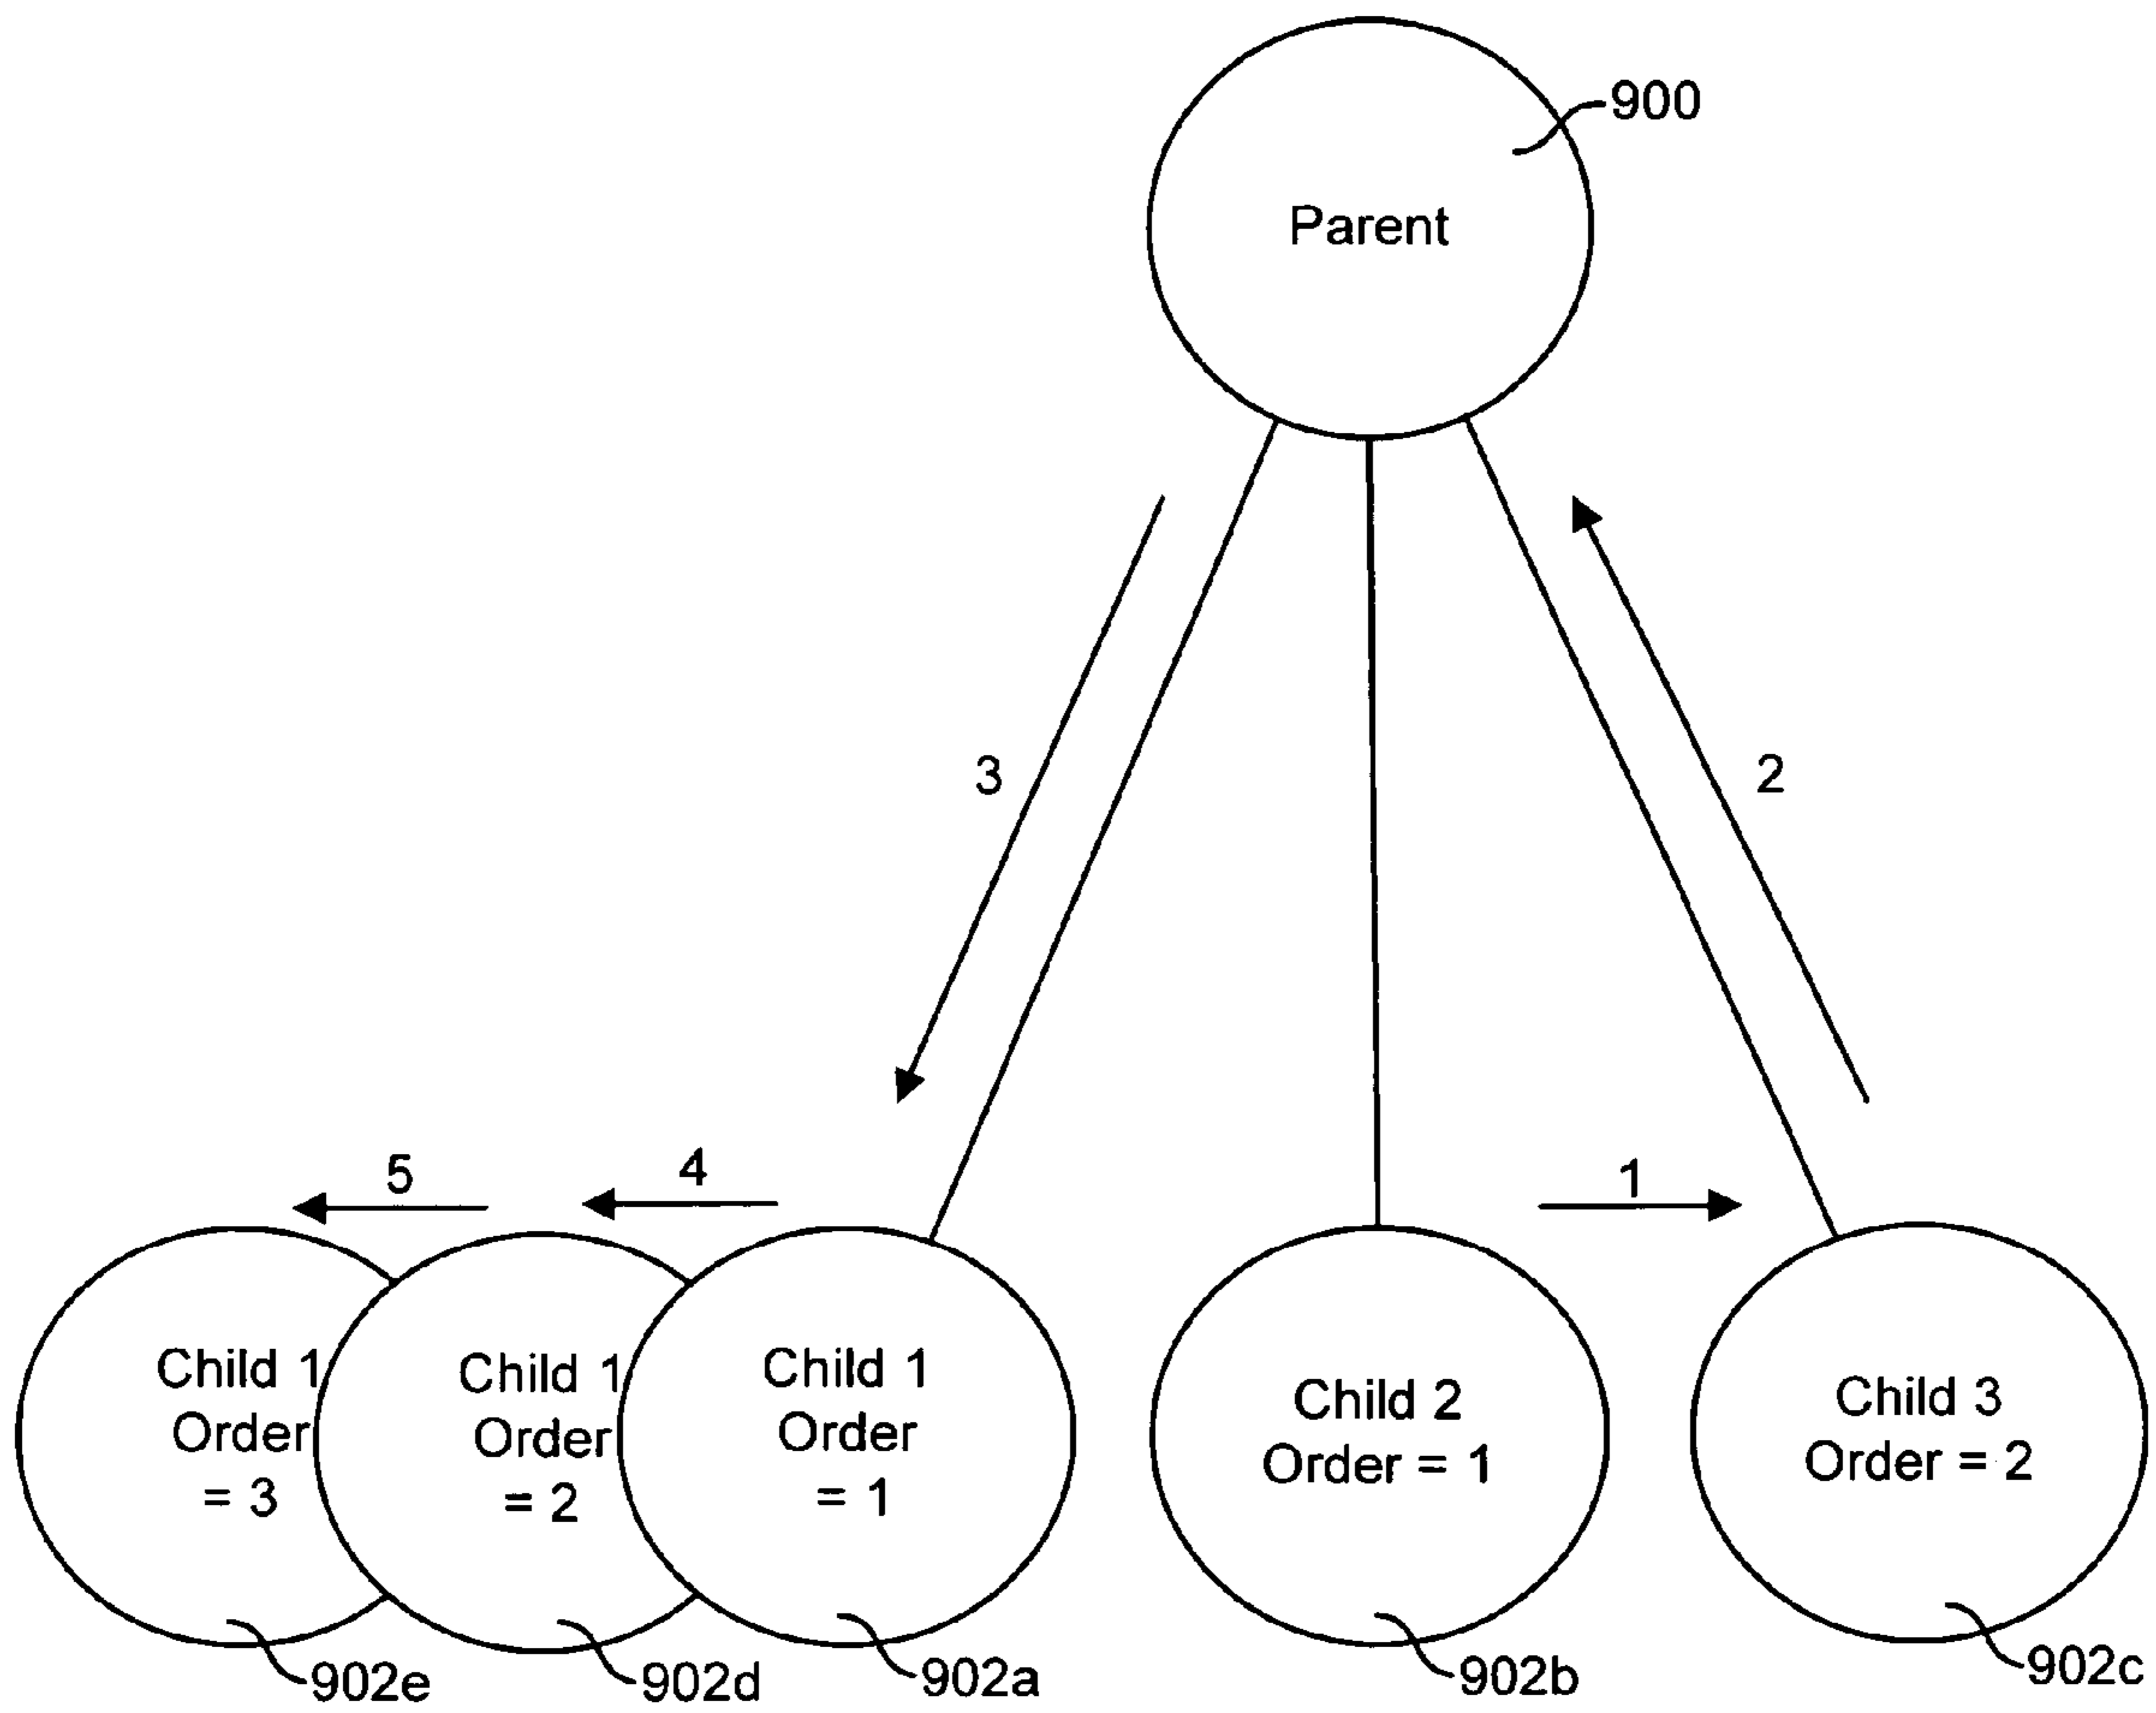 900
Parent
3
2
5
4
1
Child 1
Order
= 3
Child 1
Order
= 2
Child 1
Order
= 1
Child 2
Order = 1
Child 3
Order = 2
902e
902d
902a
902b
902c